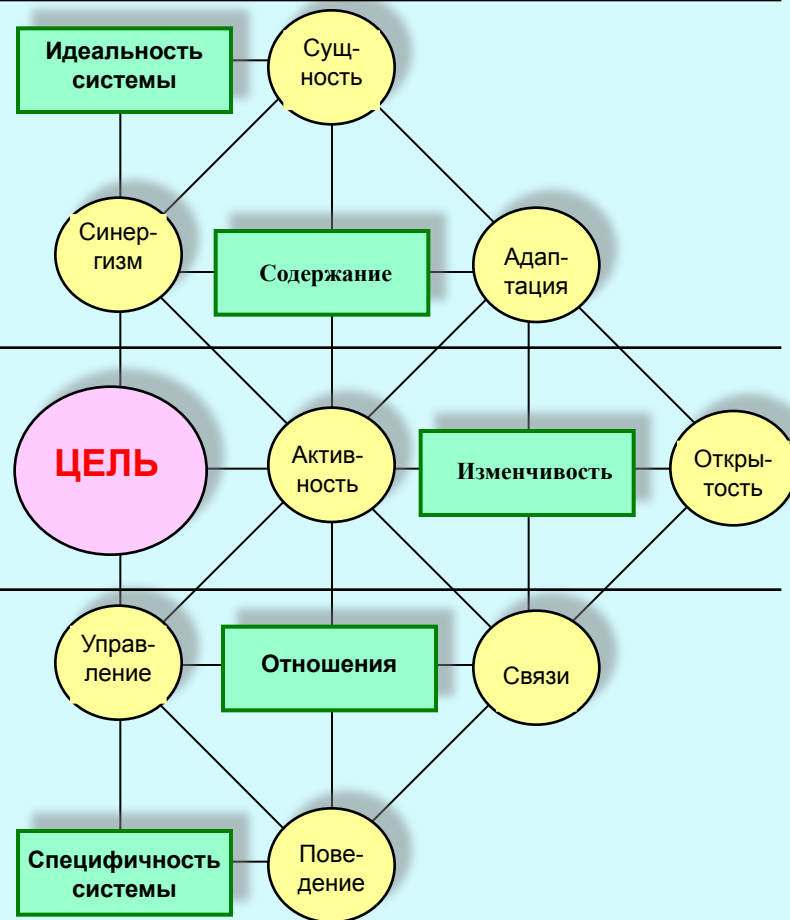 Идеальность
системы
Сущ-
ность
Синер-
гизм
Содержание
Адап-
тация
ЦЕЛЬ
Актив-
ность
Изменчивость
Откры-
тость
Управ-
ление
Отношения
Связи
Специфичность
системы
Пове-
дение